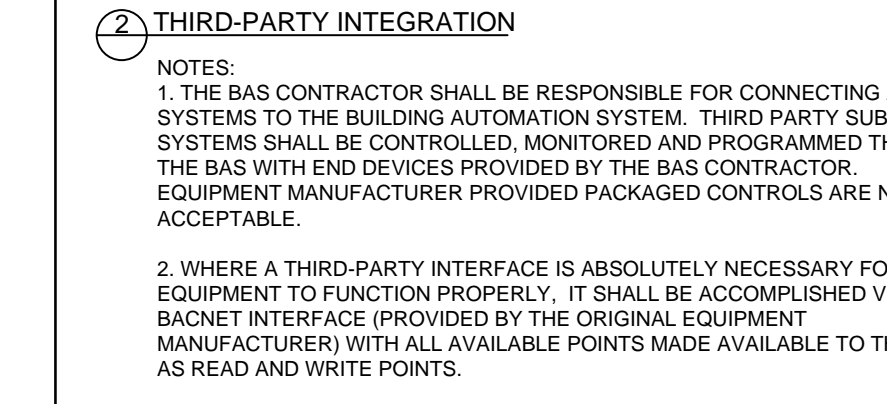 2 THIRD-PARTY INTEGRATION
NOTES:
1. THE BAS CONTRACTOR SHALL BE RESPONSIBLE FOR CONNECTING
SYSTEMS TO THE BUILDING AUTOMATION SYSTEM. THIRD PARTY SUB
SYSTEMS SHALL BE CONTROLLED, MONITORED AND PROGRAMMED
THE BAS WITH END DEVICES PROVIDED BY THE BAS CONTRACTOR.
EQUIPMENT MANUFACTURER PROVIDED PACKAGED CONTROLS ARE
ACCEPTABLE.
2. WHERE A THIRD-PARTY INTERFACE IS ABSOLUTELY NECESSARY
EQUIPMENT TO FUNCTION PROPERLY, IT SHALL BE ACCOMPLISHED
BACNET INTERFACE (PROVIDED BY THE ORIGINAL EQUIPMENT
MANUFACTURER) WITH ALL AVAILABLE POINTS MADE AVAILABLE TO
AS READ AND WRITE POINTS.